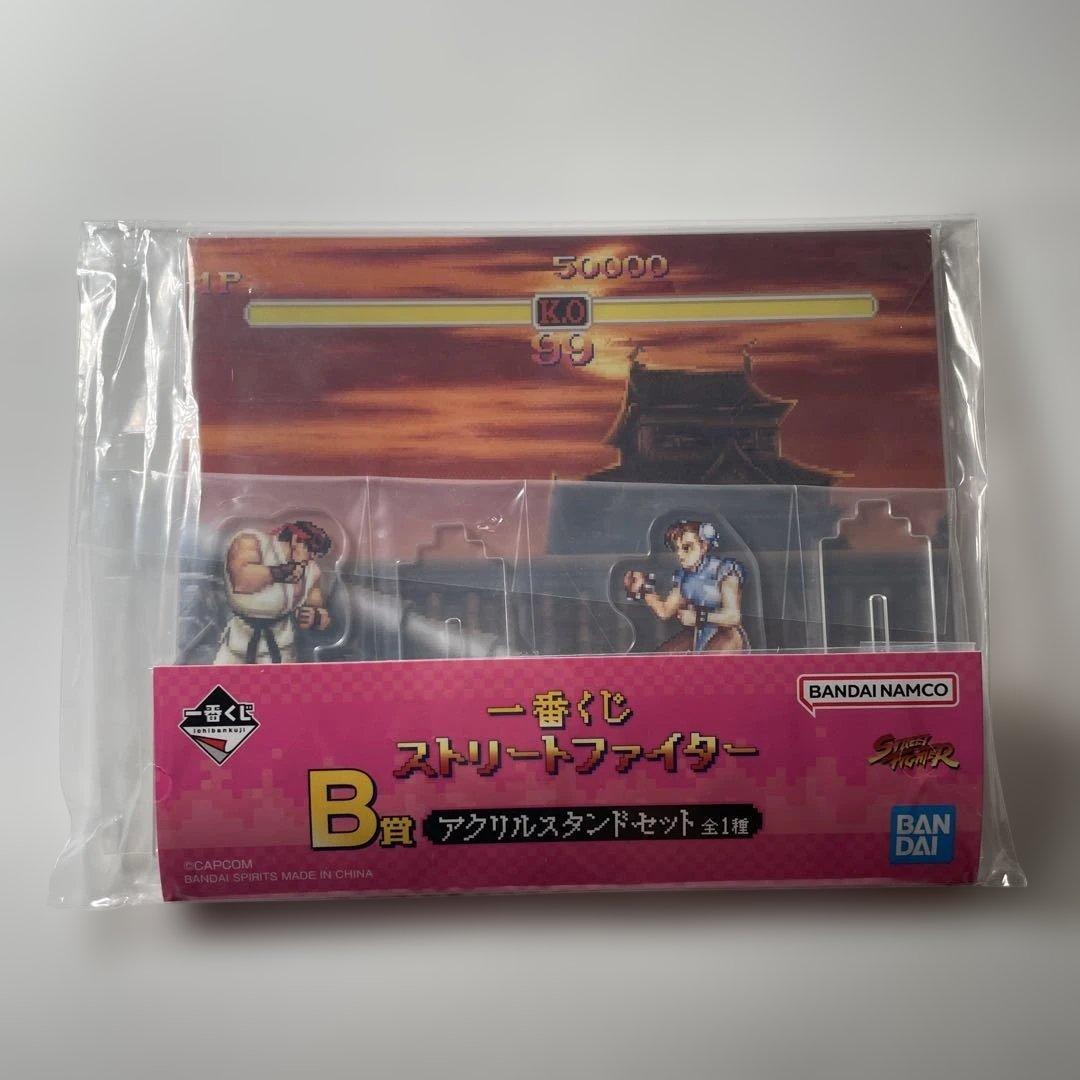 1P
50000
K.O
99
一番くじ
ichibankuji
BANDAI NAMCO
一番くじ
ストリートファイター
STREET FIGHTER
B賞
アクリルスタンドセット 全1種
BAN
DAI
©CAPCOM
BANDAI SPIRITS MADE IN CHINA